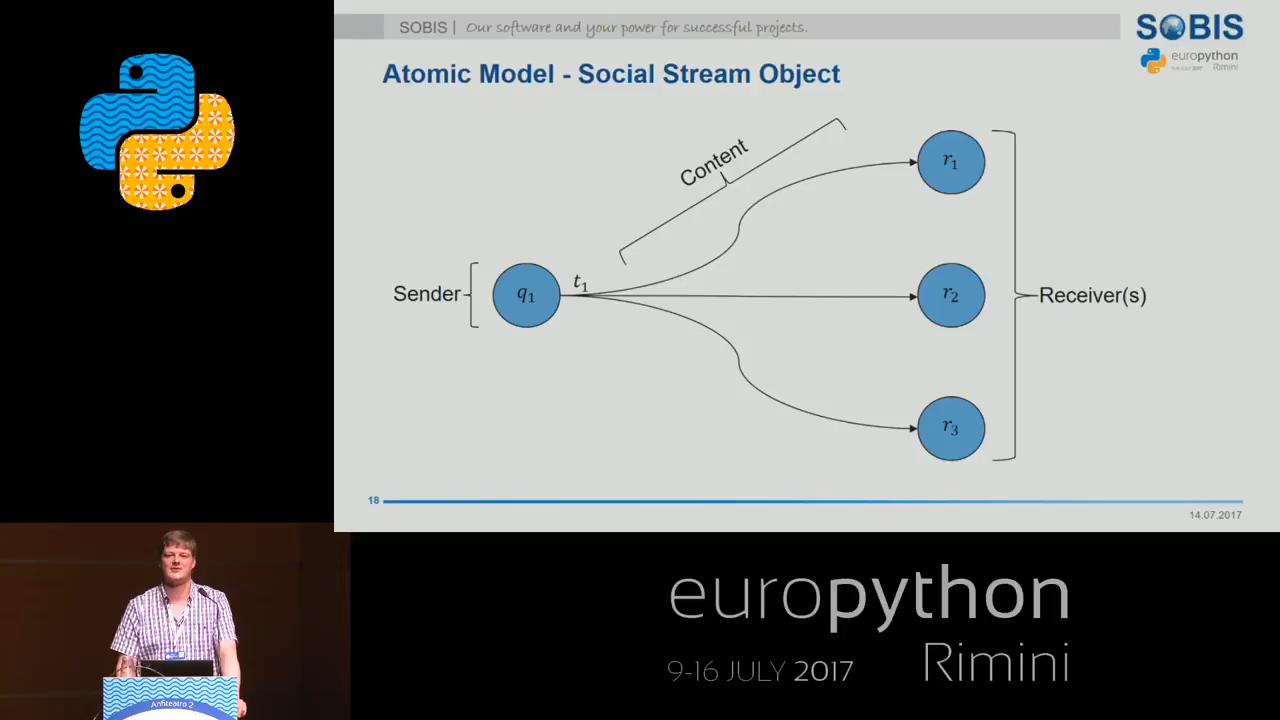 SOBIS | Our software and your power for successful projects.
SOBIS
europython
Rimini
Atomic Model - Social Stream Object
Content
r1
Sender
q1
t1
r2
Receiver(s)
r3
18
14.07.2017
europython
9-16 JULY 2017
Rimini
Anfiteatro 2